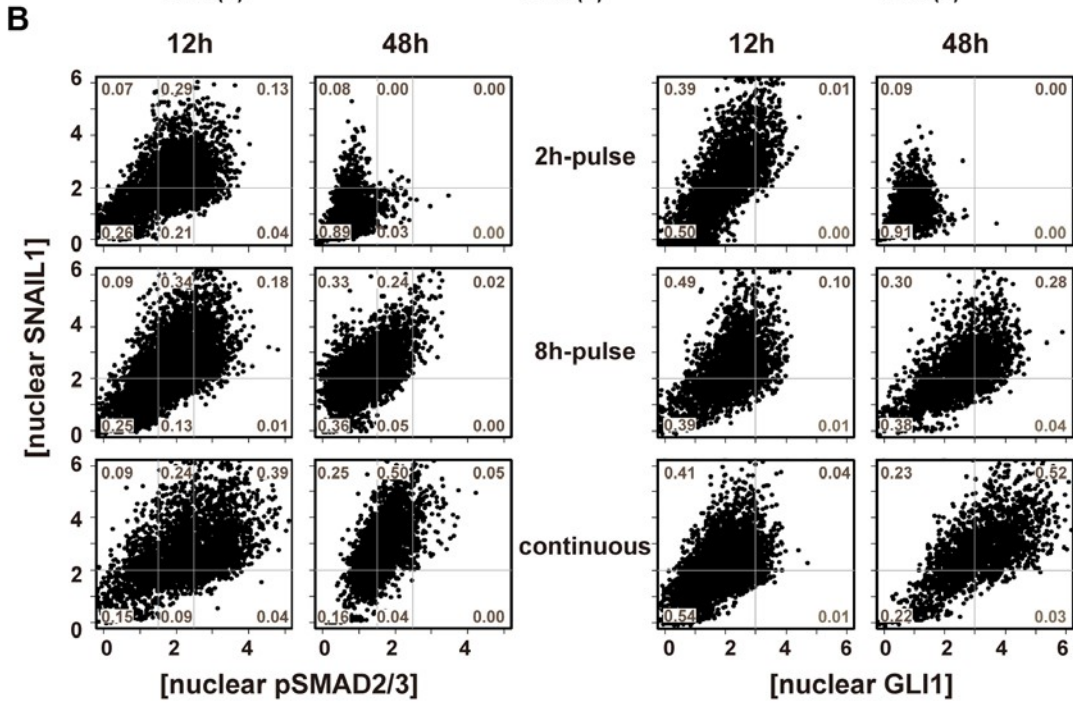 B
12h 48h 12h 48h
6 0.07 0.29 0.13 0.08 0.00 0.00 0.39 0.01 0.09 0.00
4
2h-pulse
2
0 0.26 0.21 0.04 0.89 0.03 0.00 0.50 0.00 0.91 0.00
[nuclear SNAIL1]
6 0.09 0.34 0.18 0.33 0.24 0.02 0.49 0.10 0.30 0.28
4
8h-pulse
2
0 0.25 0.13 0.01 0.36 0.05 0.00 0.39 0.01 0.38 0.04
6 0.09 0.24 0.39 0.25 0.50 0.05 0.41 0.04 0.23 0.52
4
continuous
2
0 0.15 0.09 0.04 0.16 0.04 0.00 0.54 0.01 0.22 0.03
0 2 4 0 2 4 0 2 4 6 0 2 4 6
[nuclear pSMAD2/3] [nuclear GLI1]